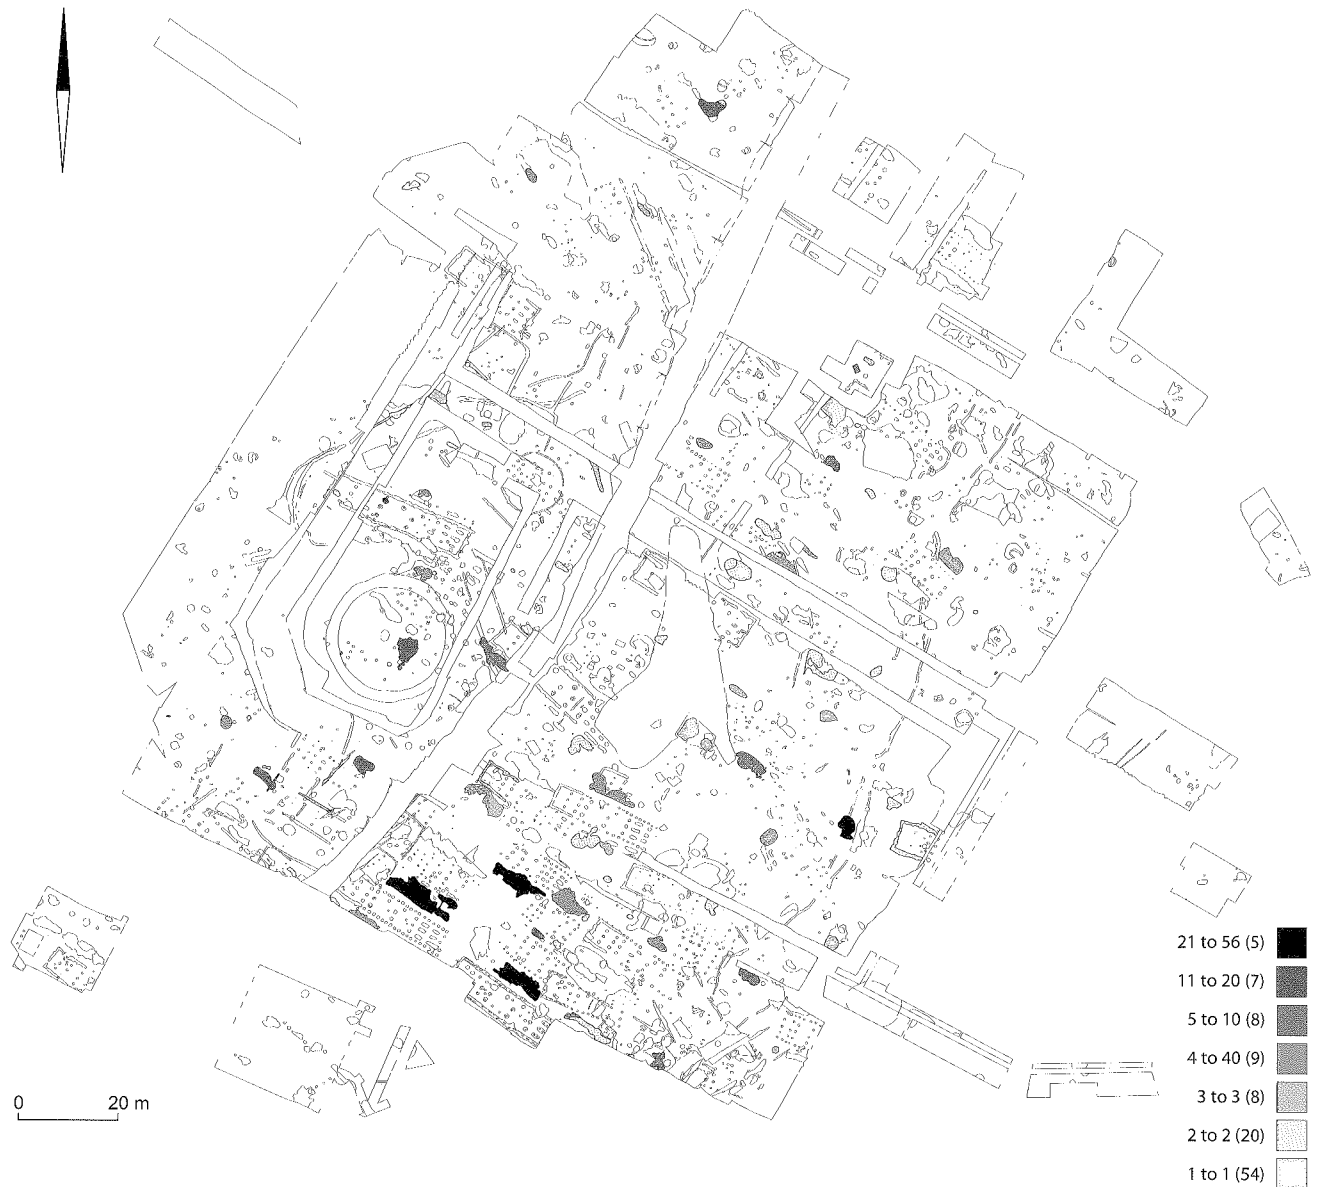 21 to 56 (5)
11 to 20 (7)
5 to 10 (8)
4 to 40 (9)
3 to 3 (8)
2 to 2 (20)
1 to 1 (54)
0 20 m